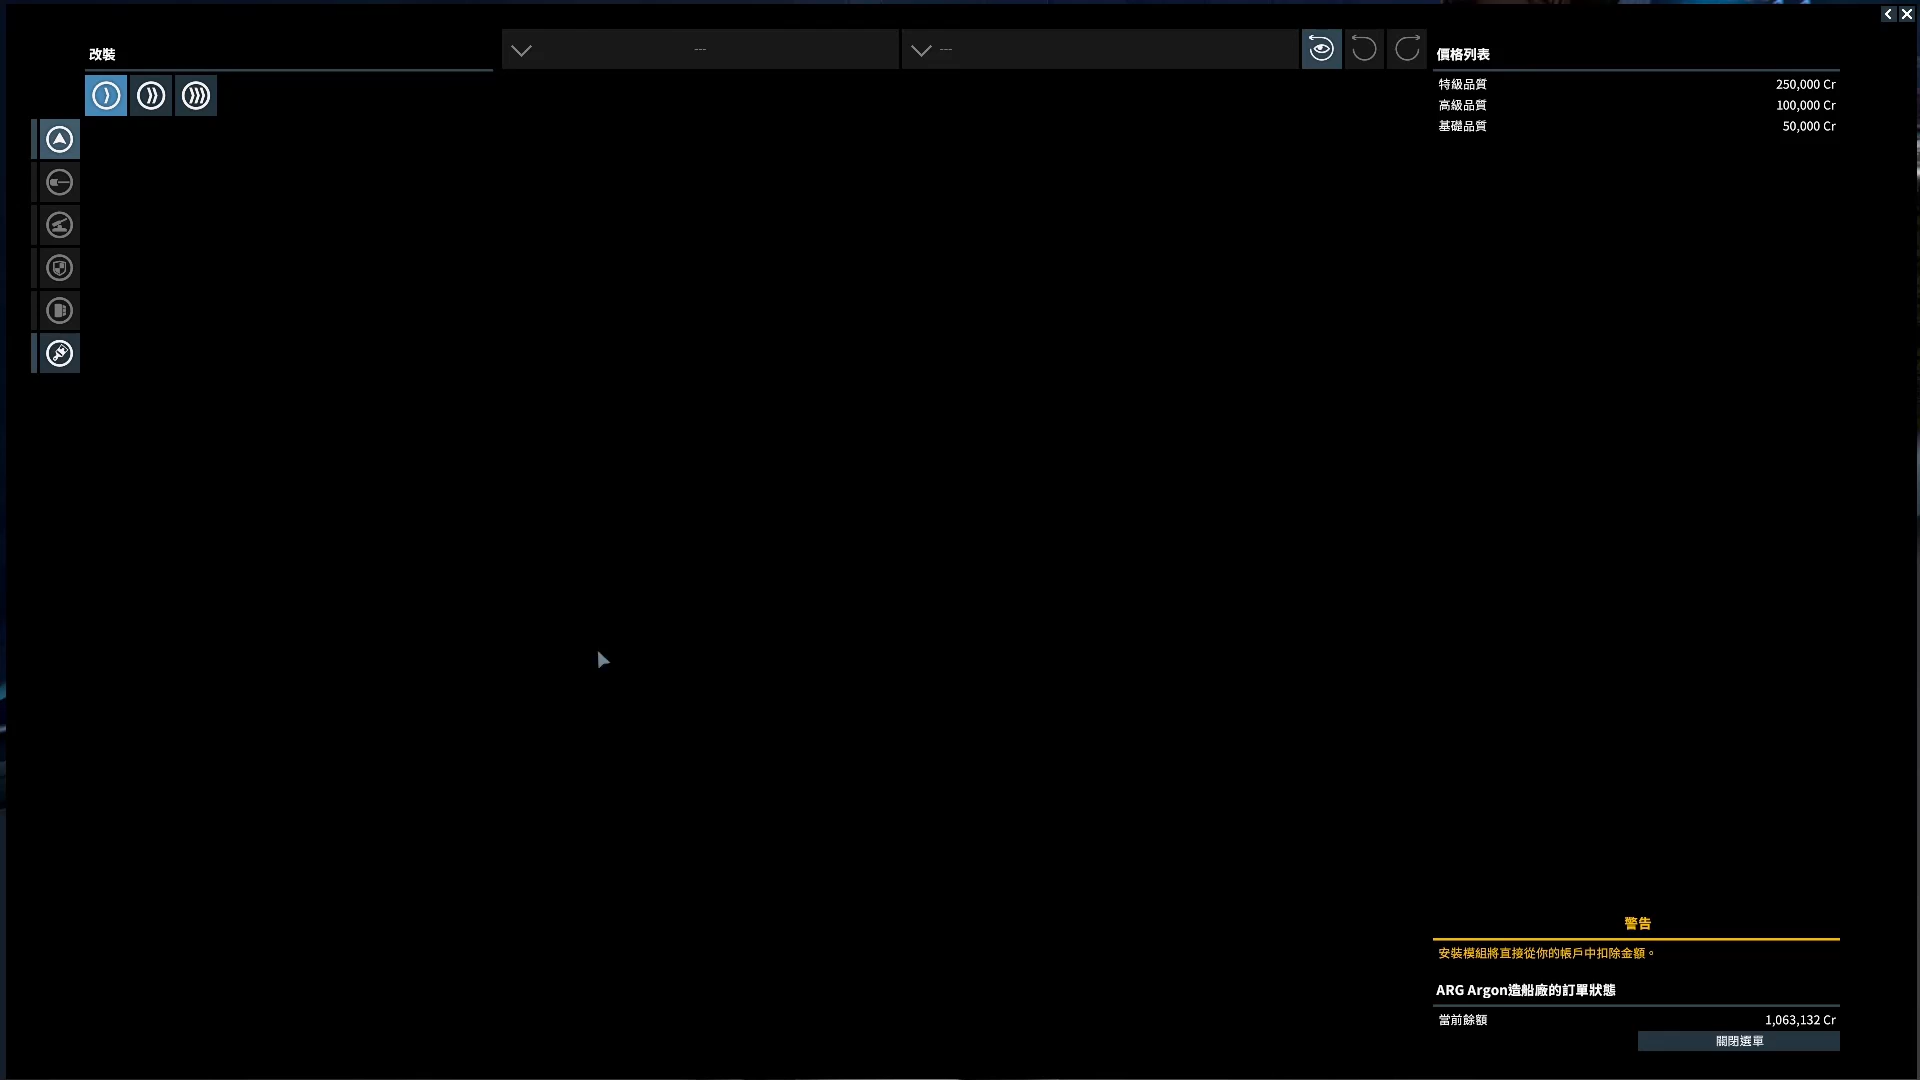 改裝
---
---
價格列表
特級品質 250,000 Cr
高級品質 100,000 Cr
基礎品質 50,000 Cr
警告
安裝模組將直接從你的帳戶中扣除金額。
ARG Argon造船廠的訂單狀態
當前餘額 1,063,132 Cr
關閉選單